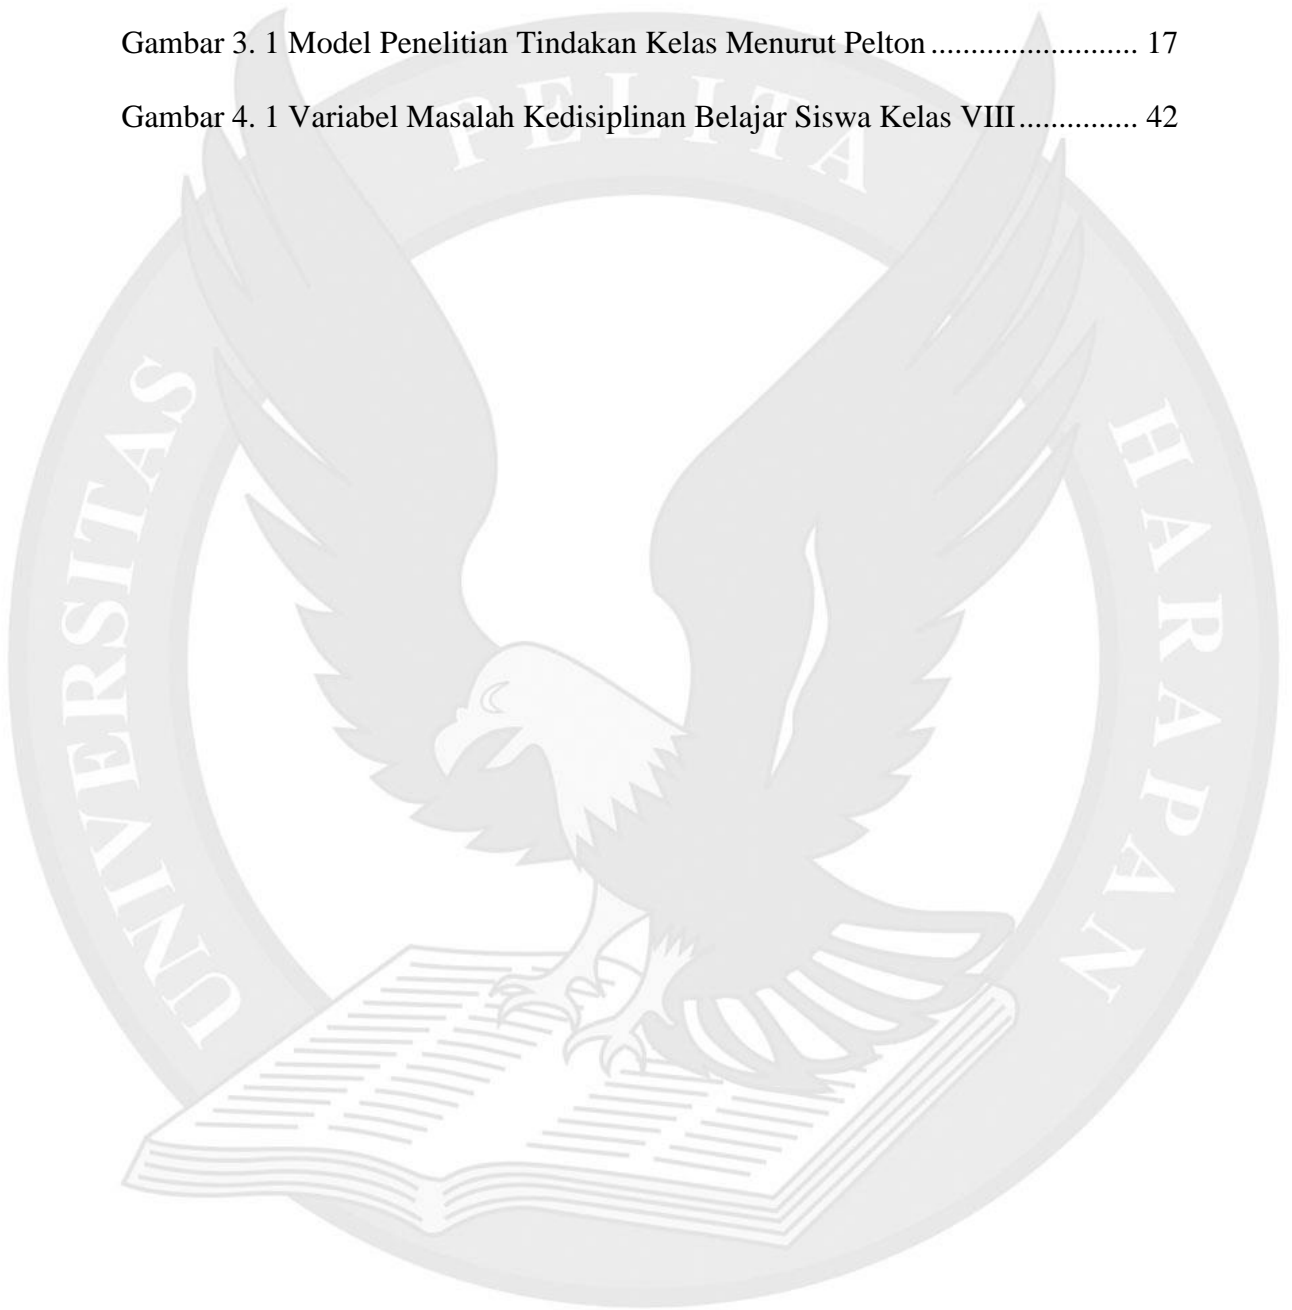 Gambar 3. 1 Model Penelitian Tindakan Kelas Menurut Pelton .......................... 17
Gambar 4. 1 Variabel Masalah Kedisiplinan Belajar Siswa Kelas VIII............... 42
UNIVERSITAS PELITA HARAPAN